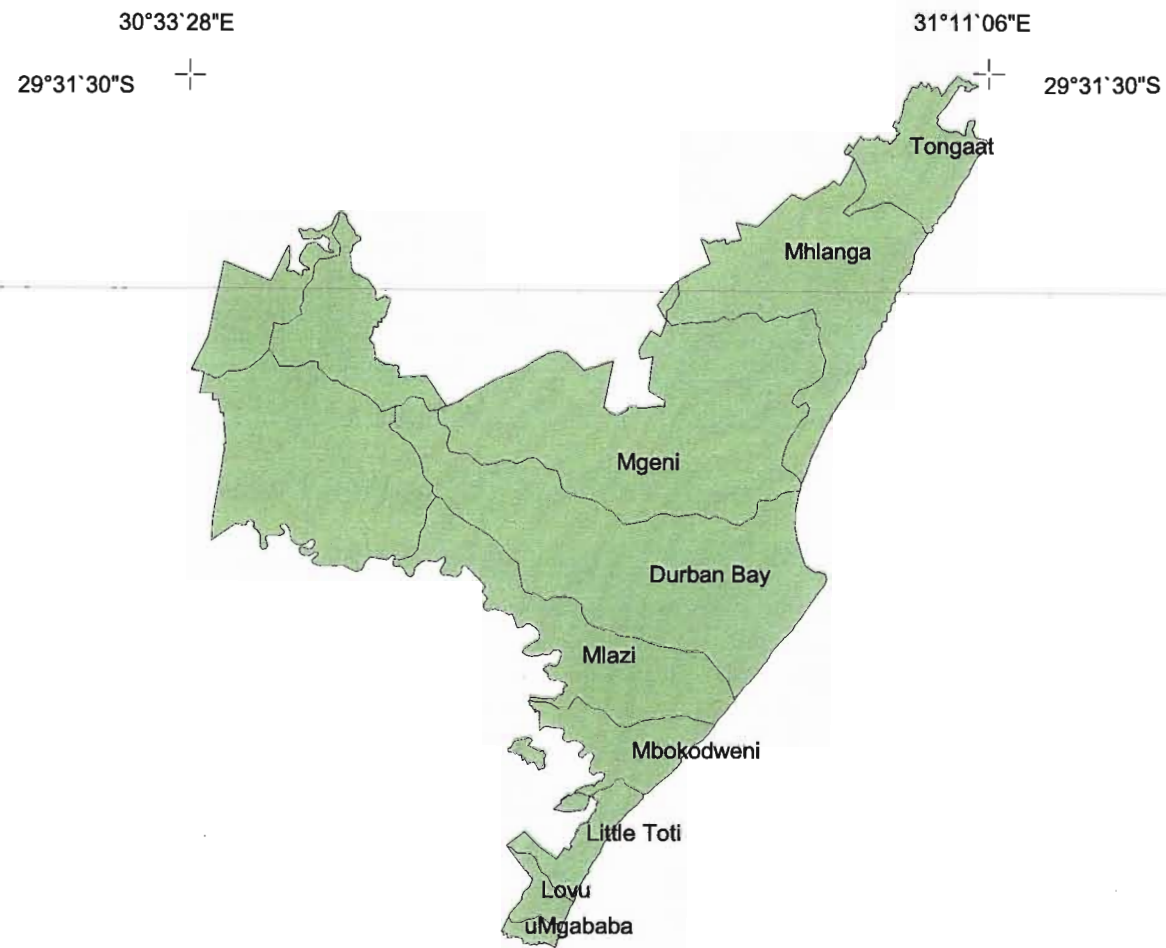 30°33`28"E
31°11`06"E
29°31`30"S
29°31`30"S
Tongaat
Mhlanga
Mgeni
Durban Bay
Mlazi
Mbokodweni
Little Toti
Lovu
uMgababa